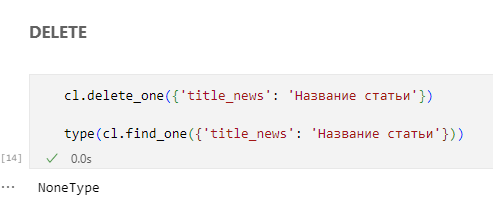 DELETE
cl.delete_one({'title_news': 'Название статьи'})
type(cl.find_one({'title_news': 'Название статьи'}))
[14]
0.0s
NoneType